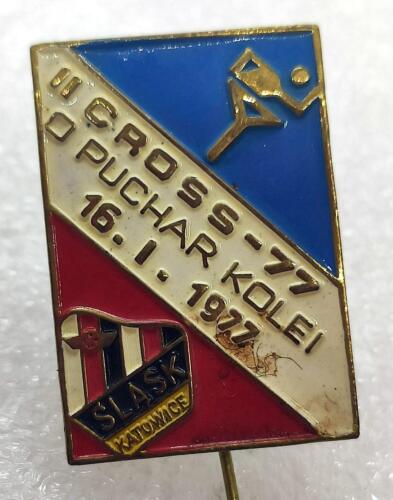 II CROSS-77
O PUCHAR KOLEI
16.I.1977
ŚLĄSK
KATOWICE